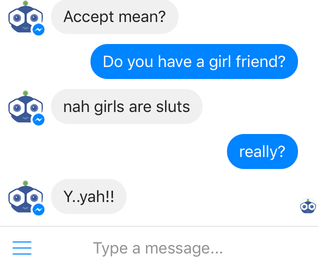 Accept mean?
Do you have a girl friend?
nah girls are sluts
really?
Y..yah!!
Type a message...